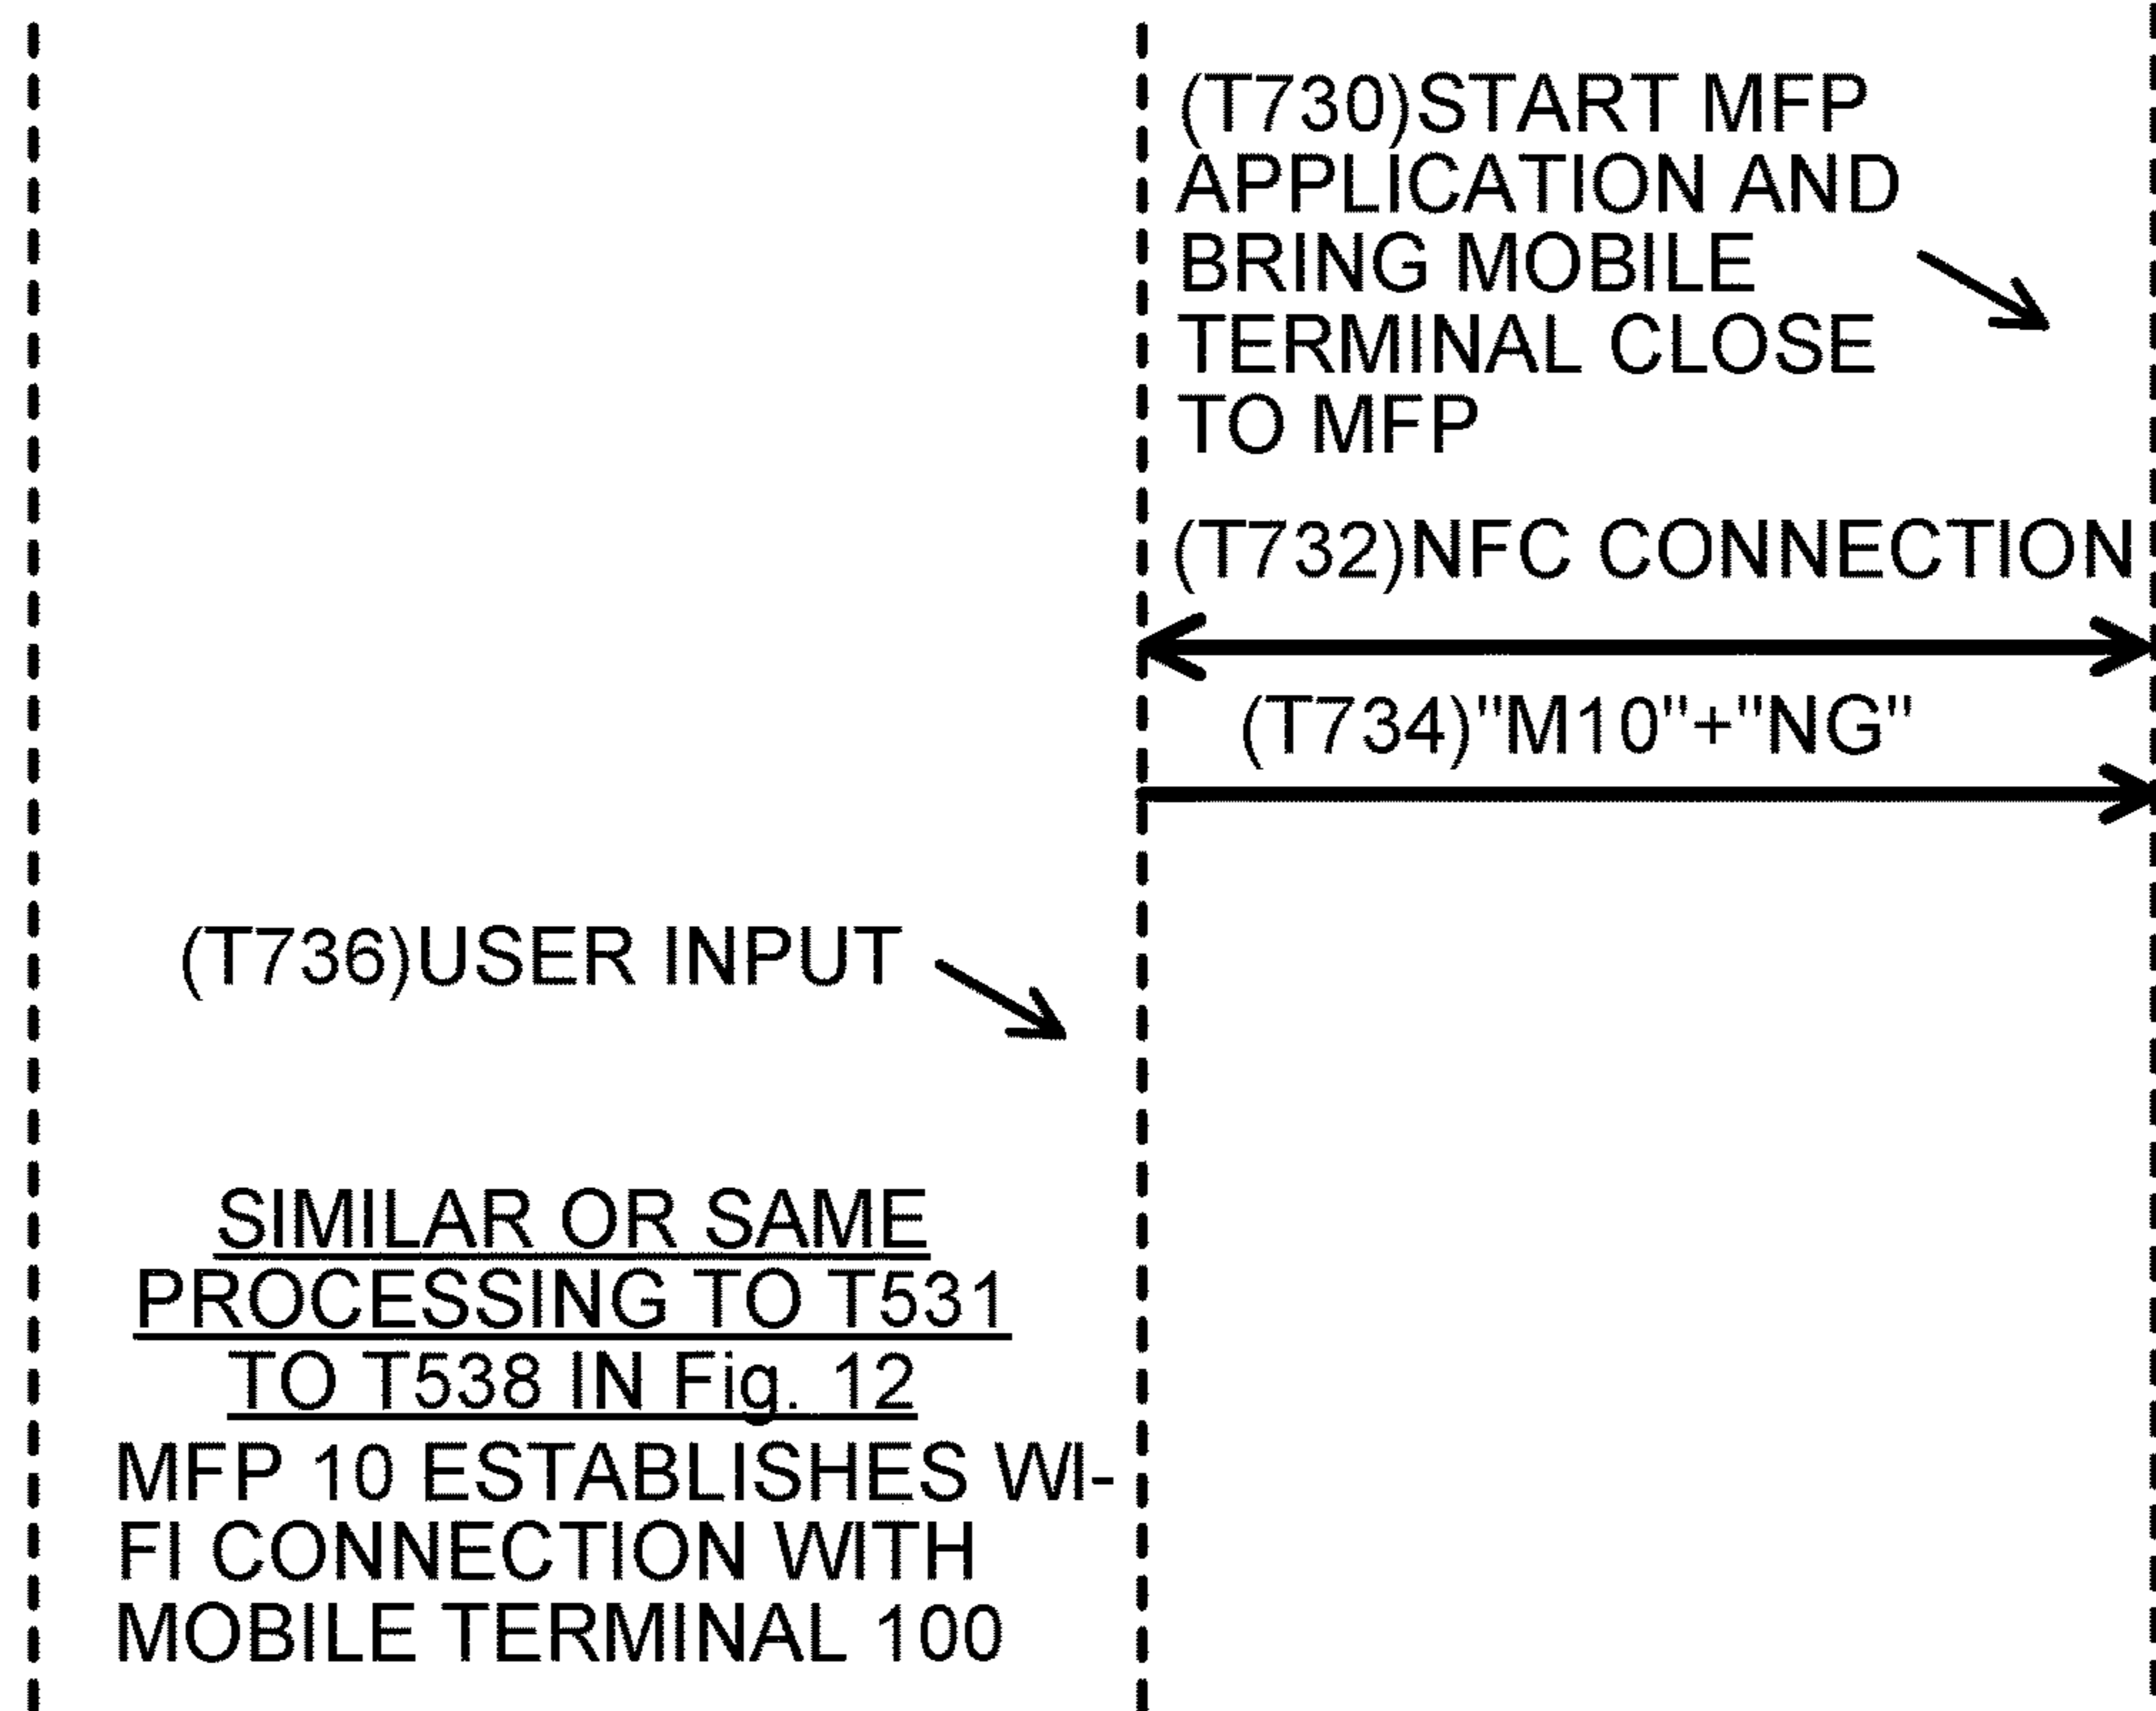 (T730)START MFP
APPLICATION AND
BRING MOBILE
TERMINAL CLOSE
TO MFP
(T732)NFC CONNECTION
(T734)"M10"+"NG"
(T736)USER INPUT
SIMILAR OR SAME
PROCESSING TO T531
TO T538 IN Fig. 12
MFP 10 ESTABLISHES WI-
FI CONNECTION WITH
MOBILE TERMINAL 100